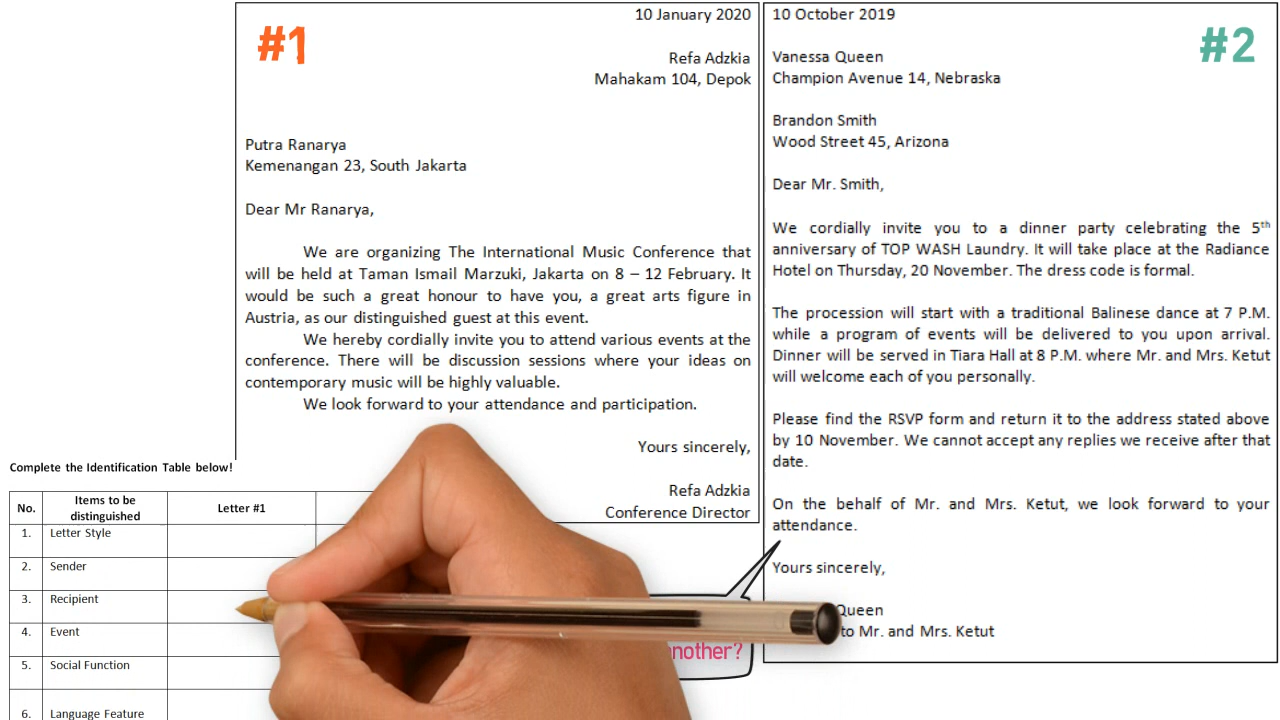 #1
10 January 2020
Refa Adzkia
Mahakam 104, Depok
Putra Ranarya
Kemenangan 23, South Jakarta
Dear Mr Ranarya,
We are organizing The International Music Conference that
will be held at Taman Ismail Marzuki, Jakarta on 8 – 12 February. It
would be such a great honour to have you, a great arts figure in
Austria, as our distinguished guest at this event.
We hereby cordially invite you to attend various events at the
conference. There will be discussion sessions where your ideas on
contemporary music will be highly valuable.
We look forward to your attendance and participation.
Yours sincerely,
Refa Adzkia
Conference Director
#2
10 October 2019
Vanessa Queen
Champion Avenue 14, Nebraska
Brandon Smith
Wood Street 45, Arizona
Dear Mr. Smith,
We cordially invite you to a dinner party celebrating the 5th
anniversary of TOP WASH Laundry. It will take place at the Radiance
Hotel on Thursday, 20 November. The dress code is formal.
The procession will start with a traditional Balinese dance at 7 P.M.
while a program of events will be delivered to you upon arrival.
Dinner will be served in Tiara Hall at 8 P.M. where Mr. and Mrs. Ketut
will welcome each of you personally.
Please find the RSVP form and return it to the address stated above
by 10 November. We cannot accept any replies we receive after that
date.
On the behalf of Mr. and Mrs. Ketut, we look forward to your
attendance.
Yours sincerely,
Queen
to Mr. and Mrs. Ketut
Complete the Identification Table below!
No. Items to be distinguished Letter #1
1. Letter Style
2. Sender
3. Recipient
4. Event
5. Social Function
6. Language Feature